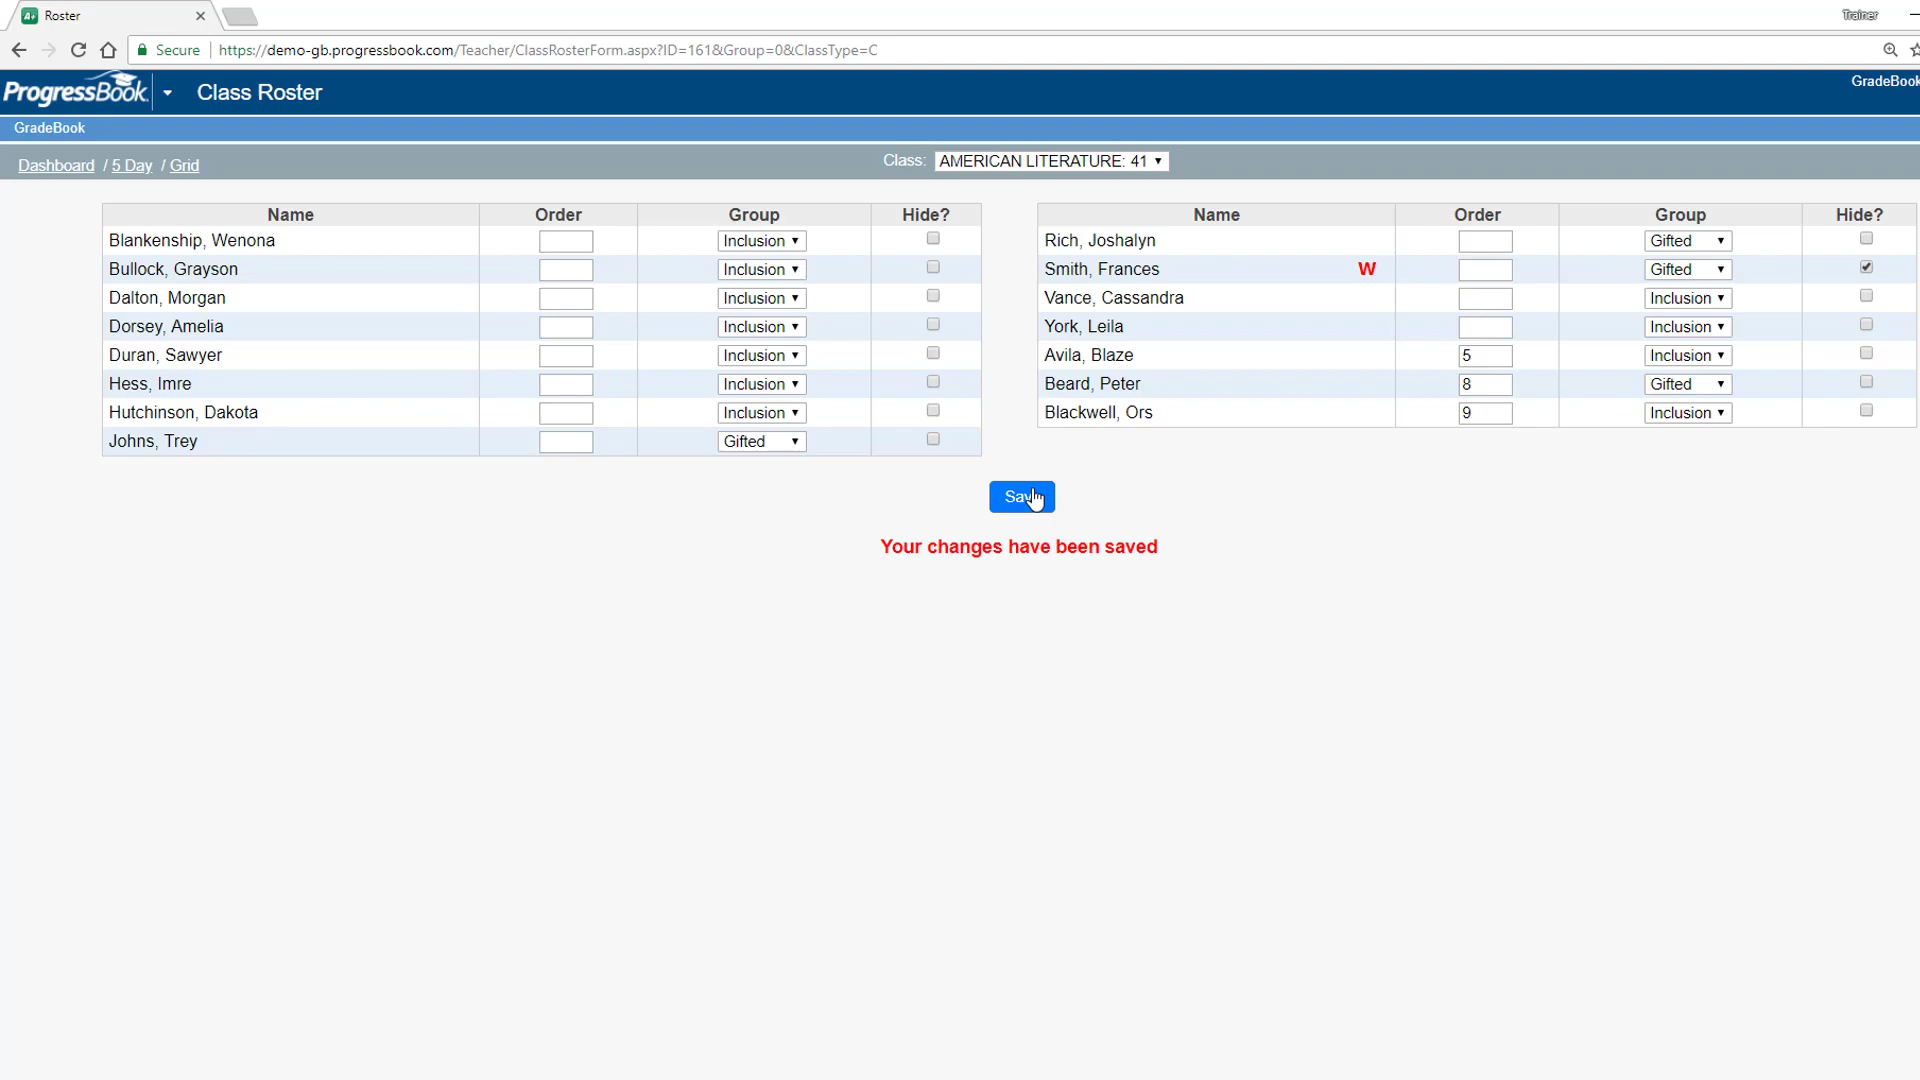 Roster
Trainer
Secure https://demo-gb.progressbook.com/Teacher/ClassRosterForm.aspx?ID=161&Group=0&ClassType=C
ProgressBook Class Roster GradeBook
GradeBook
Dashboard / 5 Day / Grid Class: AMERICAN LITERATURE: 41
Name Order Group Hide?
Blankenship, Wenona Inclusion
Bullock, Grayson Inclusion
Dalton, Morgan Inclusion
Dorsey, Amelia Inclusion
Duran, Sawyer Inclusion
Hess, Imre Inclusion
Hutchinson, Dakota Inclusion
Johns, Trey Gifted
Name Order Group Hide?
Rich, Joshalyn Gifted
Smith, Frances W Gifted
Vance, Cassandra Inclusion
York, Leila Inclusion
Avila, Blaze 5 Inclusion
Beard, Peter 8 Gifted
Blackwell, Ors 9 Inclusion
Save
Your changes have been saved